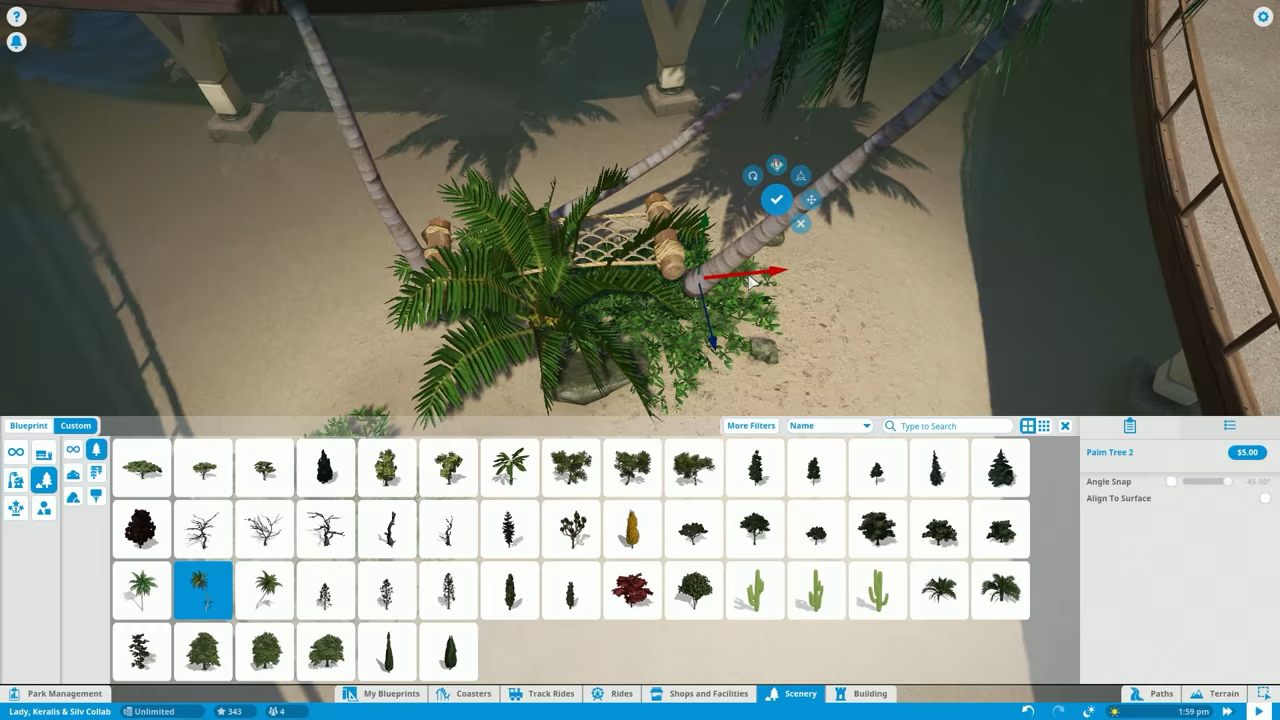 ?
Blueprint Custom More Filters Name Type to Search
Palm Tree 2 $5.00
Angle Snap 45.00°
Align To Surface
Park Management My Blueprints Coasters Track Rides Rides Shops and Facilities Scenery Building Paths Terrain
Lady, Keralis & Silv Collab Unlimited 343 4 1:59 pm